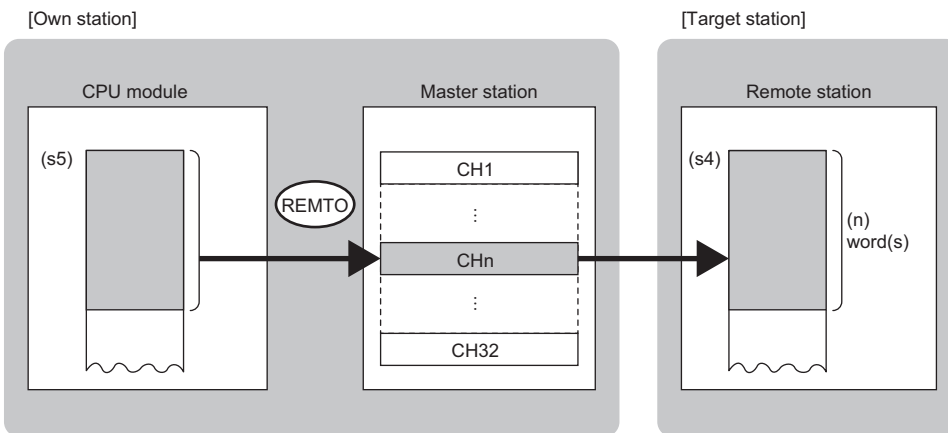 [Own station]
[Target station]
CPU module
Master station
Remote station
(s5)
REMTO
CH1
⋮
CHn
⋮
CH32
(s4)
(n)
word(s)